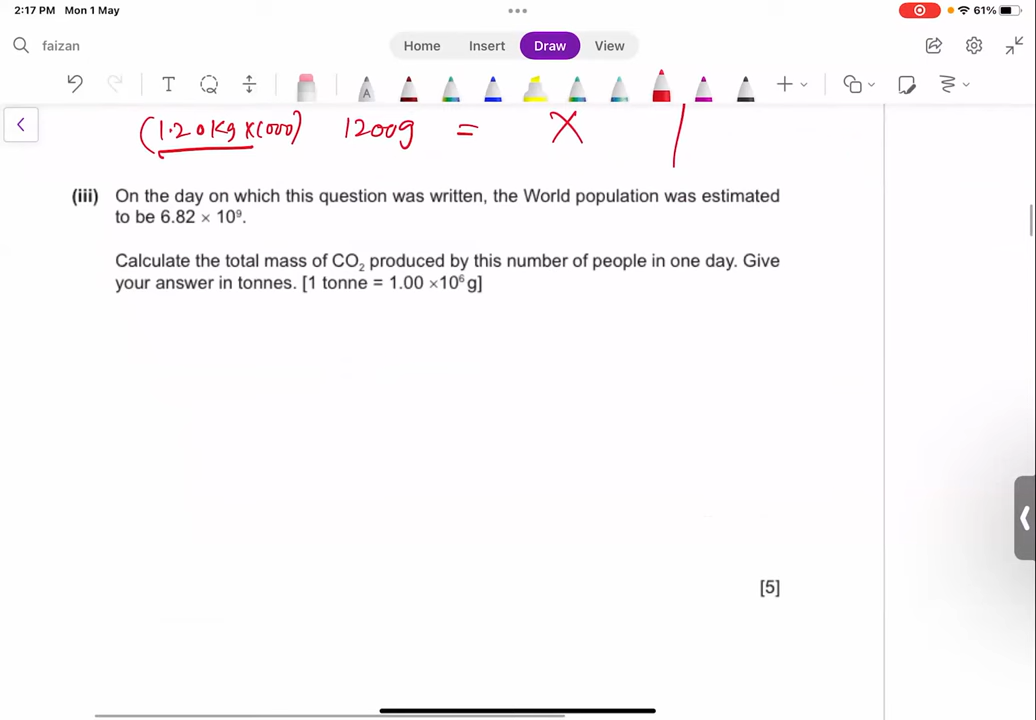 2:17 PM Mon 1 May
61%
faizan
Home Insert Draw View
T
A
(1.20Kg x1000) 1200g = X
(iii) On the day on which this question was written, the World population was estimated
to be 6.82 × 10⁹.
Calculate the total mass of CO₂ produced by this number of people in one day. Give
your answer in tonnes. [1 tonne = 1.00 ×10⁶ g]
[5]